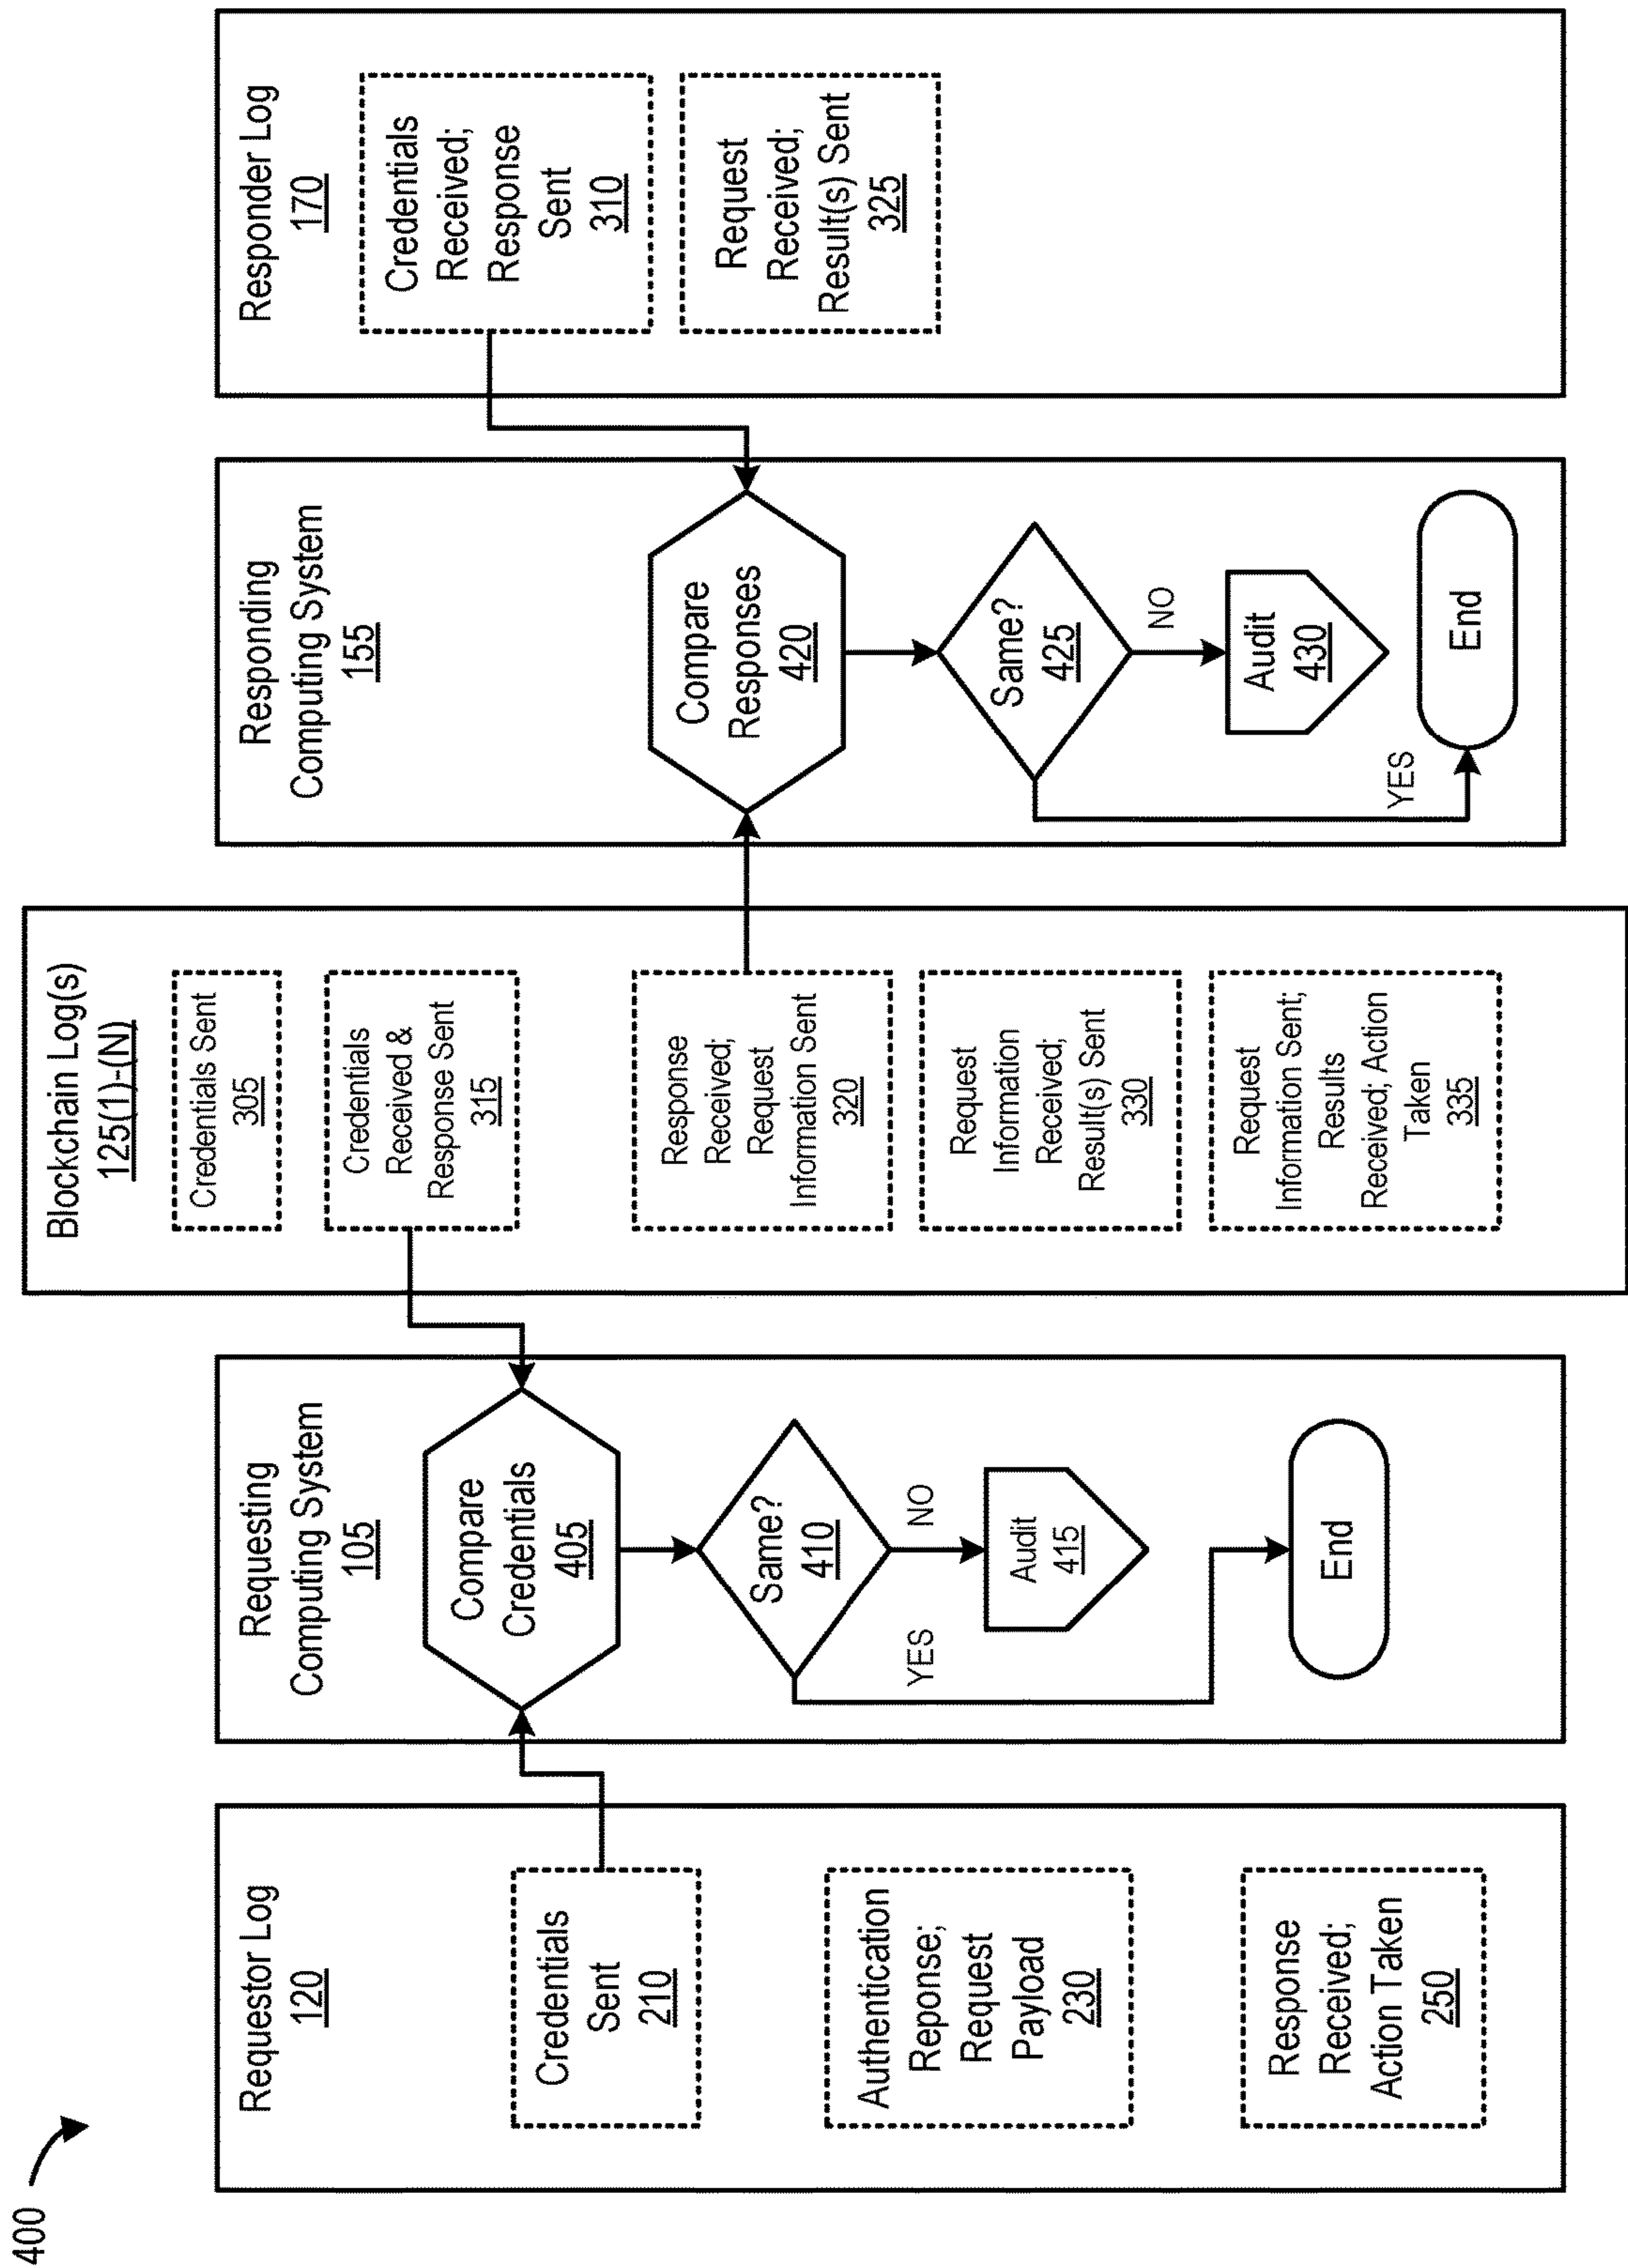 400
Requestor Log
120
Credentials
Sent
210
Authentication
Reponse;
Request
Payload
230
Response
Received;
Action Taken
250
Requesting
Computing System
105
Compare
Credentials
405
Same?
410
YES
NO
Audit
415
End
Blockchain Log(s)
125(1)-(N)
Credentials Sent
305
Credentials
Received &
Response Sent
315
Response
Received;
Request
Information Sent
320
Request
Information
Received;
Result(s) Sent
330
Request
Information Sent;
Results
Received; Action
Taken
335
Responding
Computing System
155
Compare
Responses
420
Same?
425
NO
YES
Audit
430
End
Responder Log
170
Credentials
Received;
Response
Sent
310
Request
Received;
Result(s) Sent
325